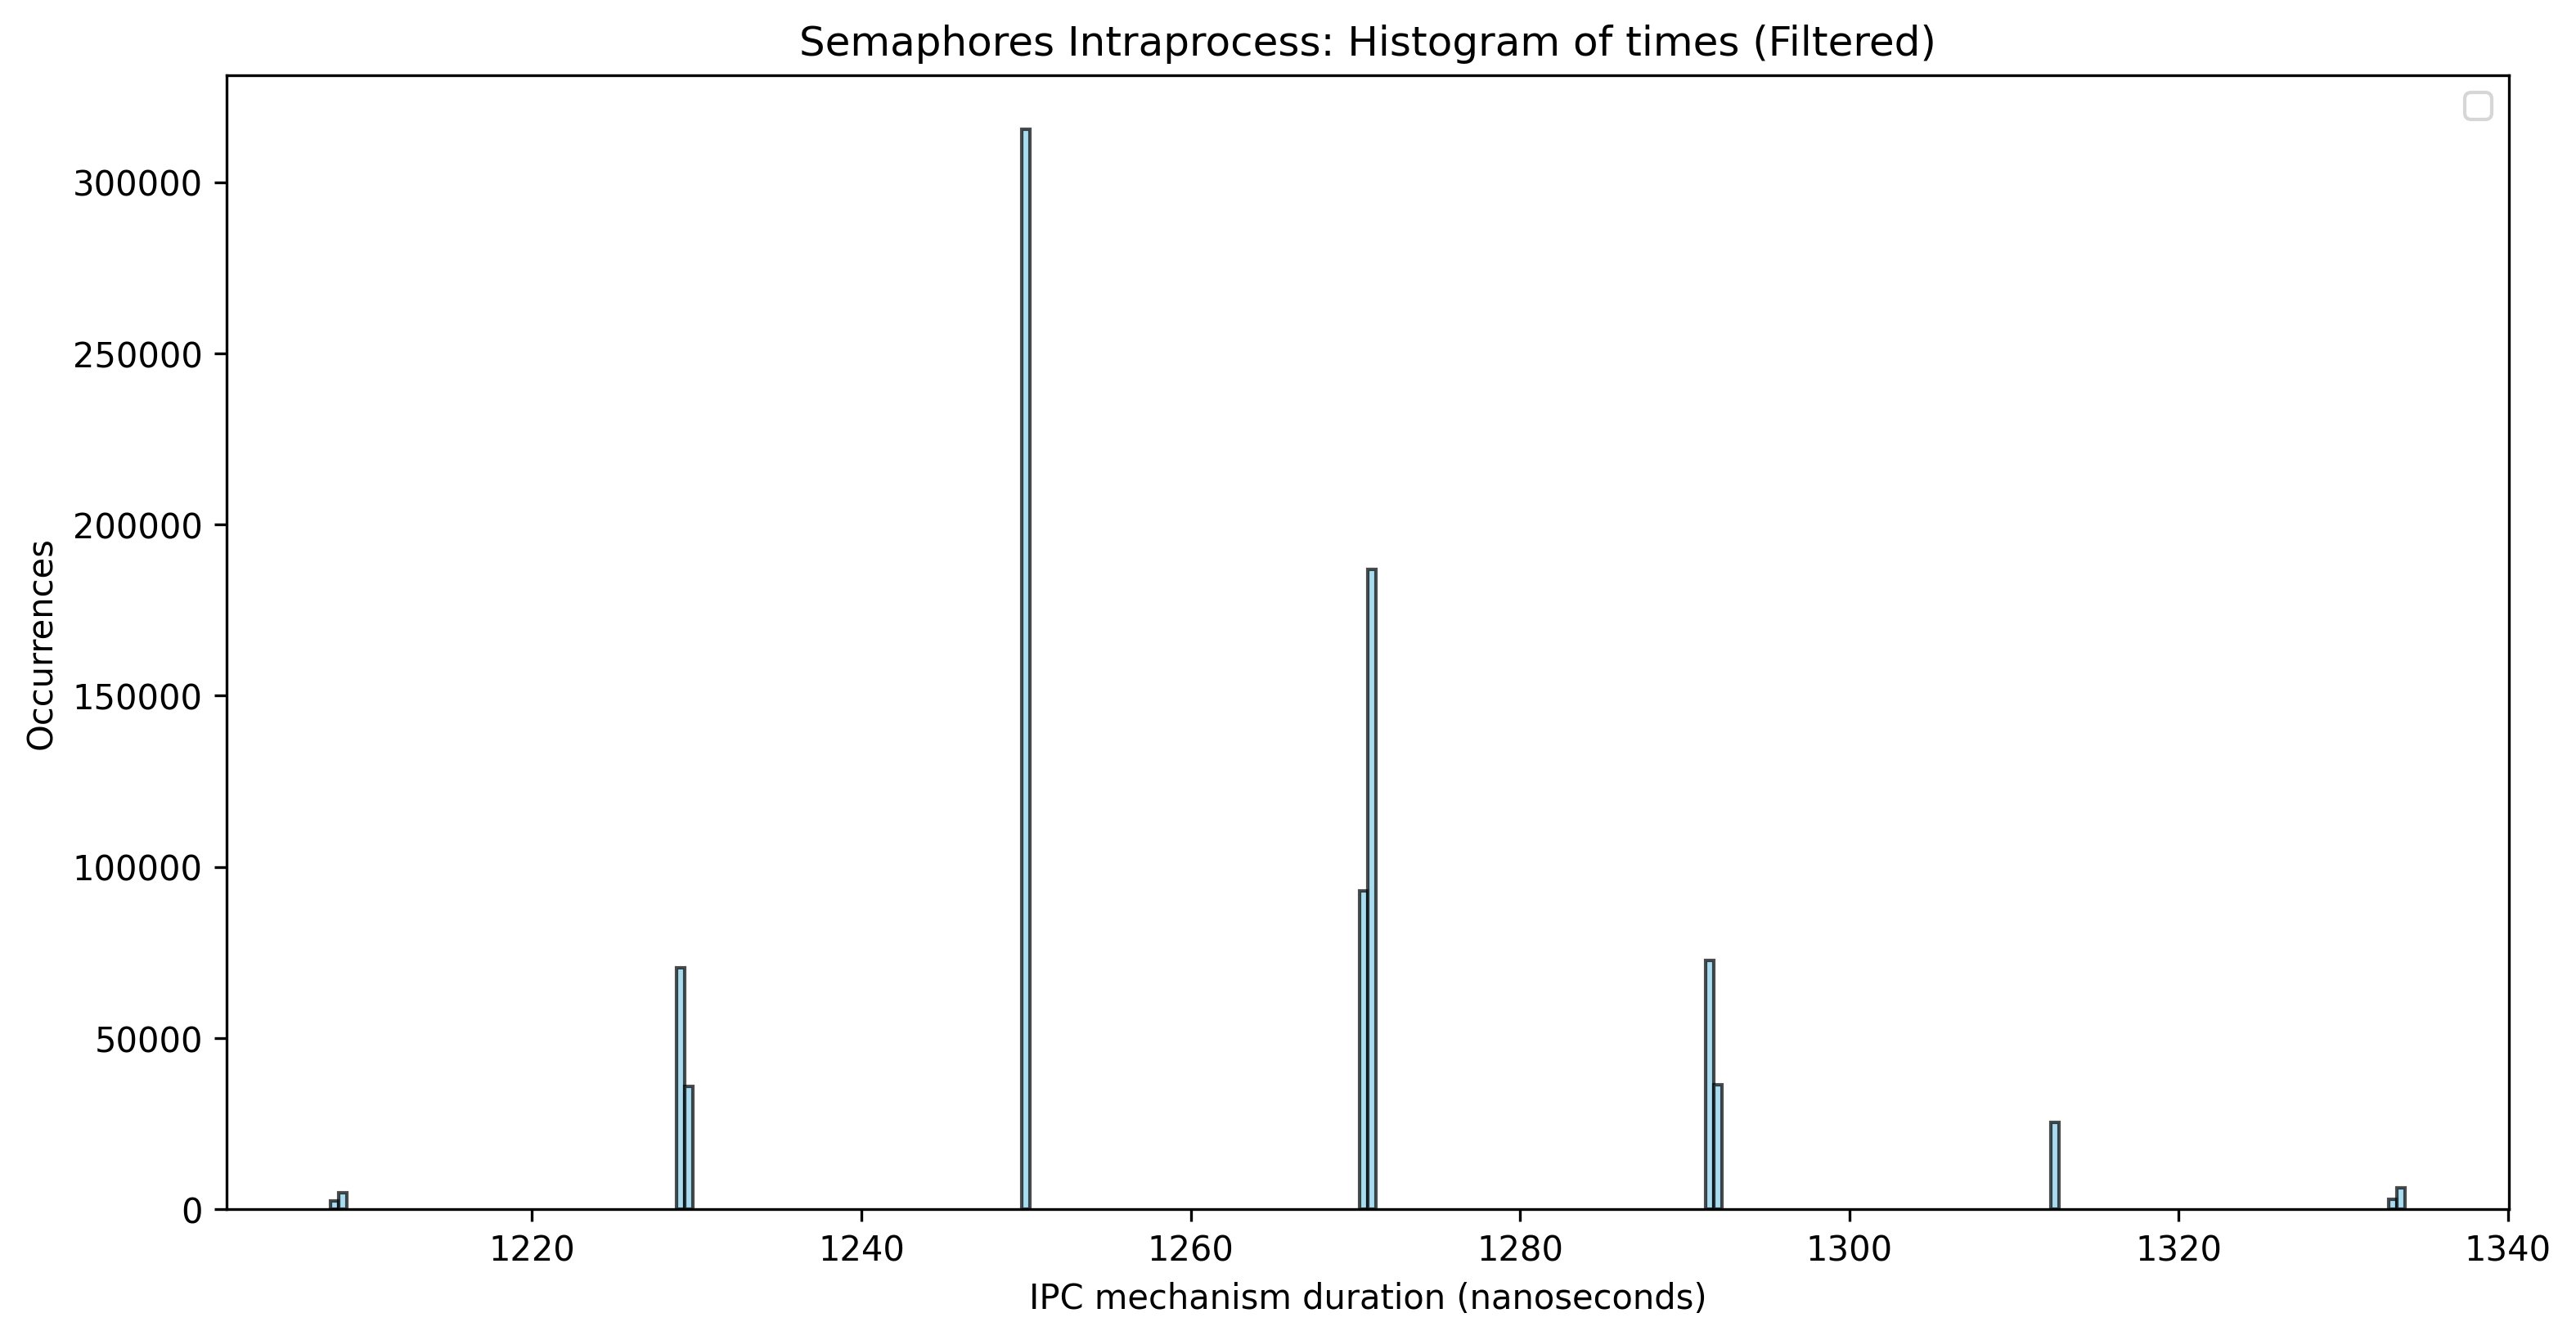 Semaphores Intraprocess: Histogram of times (Filtered)
300000
250000
200000
150000
100000
50000
0
Occurrences
1220 1240 1260 1280 1300 1320 1340
IPC mechanism duration (nanoseconds)